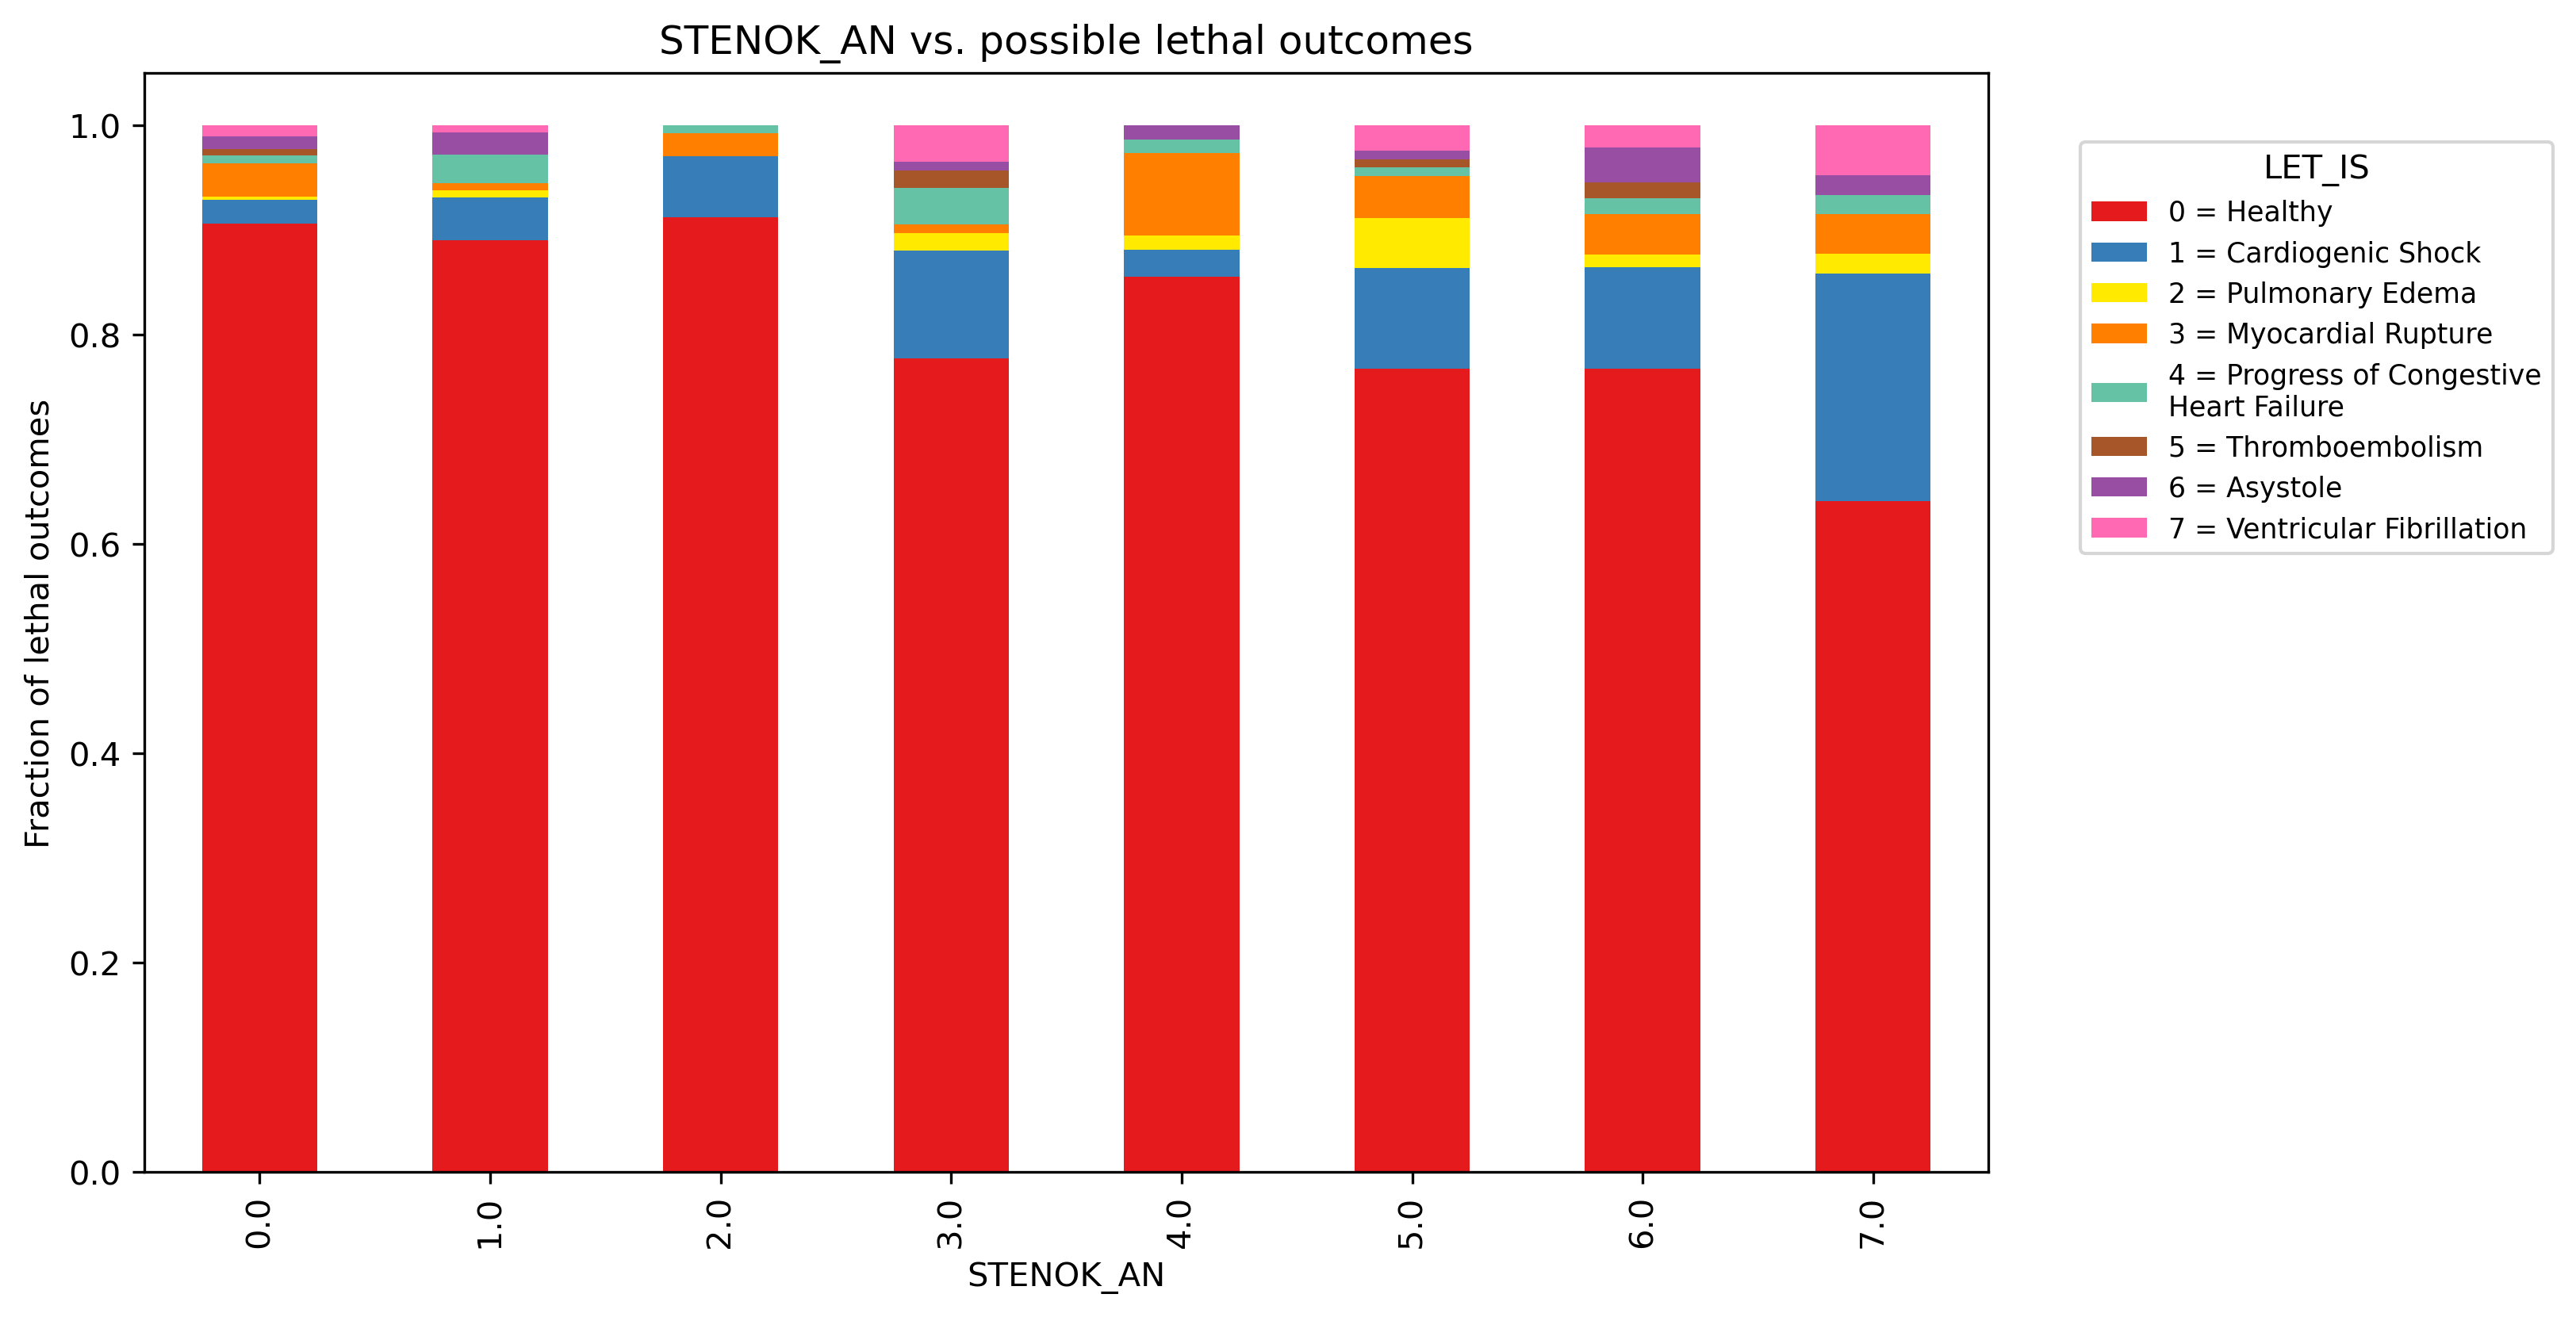 STENOK_AN vs. possible lethal outcomes
Fraction of lethal outcomes
1.0
0.8
0.6
0.4
0.2
0.0
0.0
1.0
2.0
3.0
4.0
5.0
6.0
7.0
STENOK_AN
LET_IS
0 = Healthy
1 = Cardiogenic Shock
2 = Pulmonary Edema
3 = Myocardial Rupture
4 = Progress of Congestive
Heart Failure
5 = Thromboembolism
6 = Asystole
7 = Ventricular Fibrillation